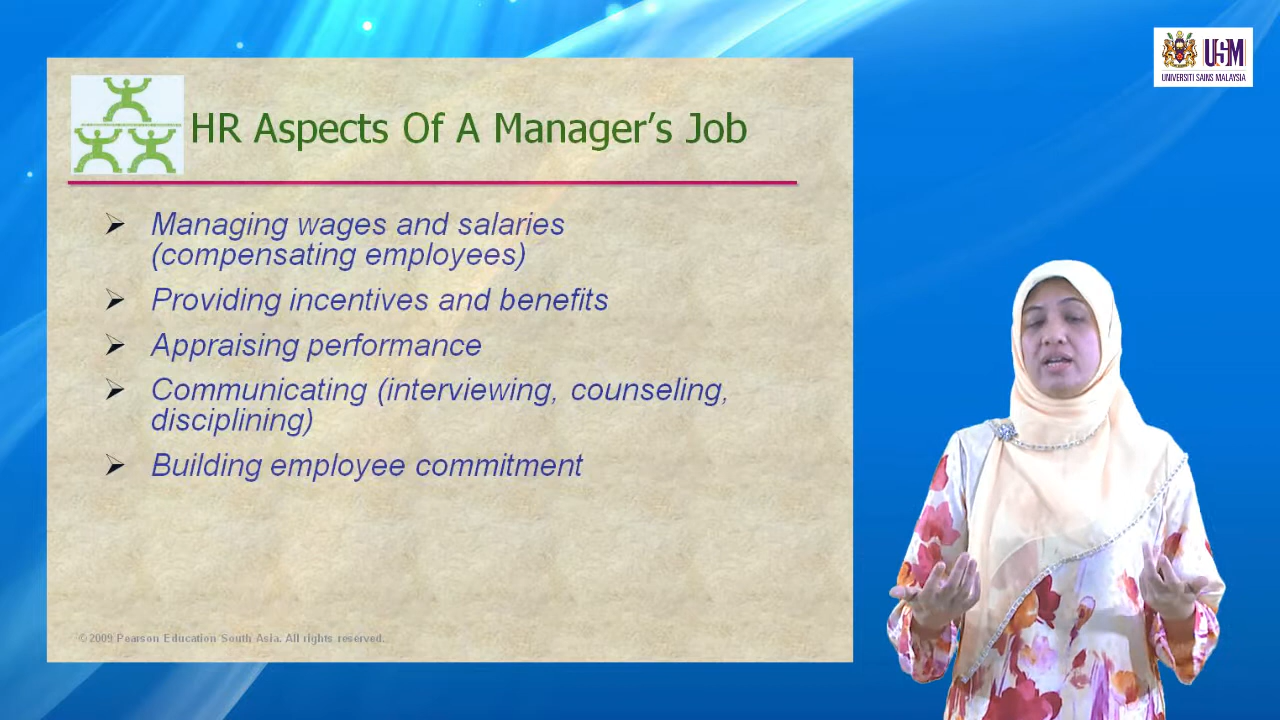 USM
UNIVERSITI SAINS MALAYSIA
HR Aspects Of A Manager's Job
➢ Managing wages and salaries
(compensating employees)
➢ Providing incentives and benefits
➢ Appraising performance
➢ Communicating (interviewing, counseling,
disciplining)
➢ Building employee commitment
©2009 Pearson Education South Asia. All rights reserved.